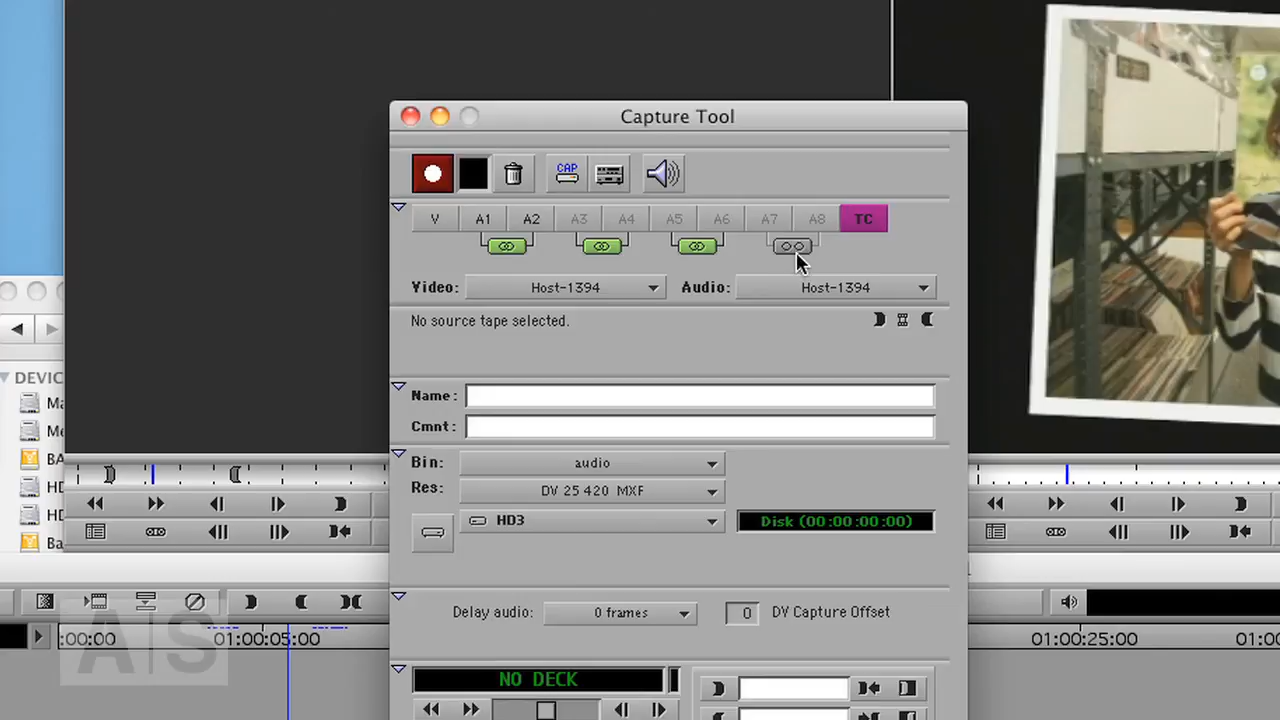 Capture Tool
CAP
V A1 A2 A3 A4 A5 A6 A7 A8 TC
Video: Host-1394 Audio: Host-1394
No source tape selected.
DEVIC
Name:
Cmnt:
Ma
Me
BA
HD
HD
Ba
Bin: audio
Res: DV 25 420 MXF
HD3 Disk (00:00:00:00)
Delay audio: 0 frames 0 DV Capture Offset
:00:00 01:00:05:00 01:00:25:00 01:0
A|S
NO DECK